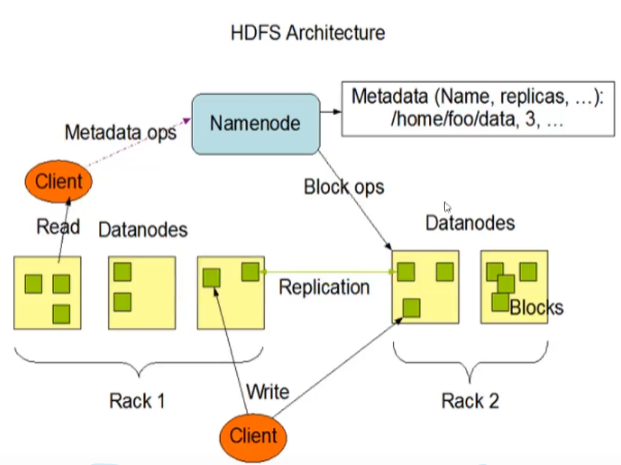 HDFS Architecture
Metadata (Name, replicas, ...):
/home/foo/data, 3, ...
Namenode
Metadata ops
Client
Block ops
Read
Datanodes
Datanodes
Replication
Blocks
Write
Rack 1
Rack 2
Client